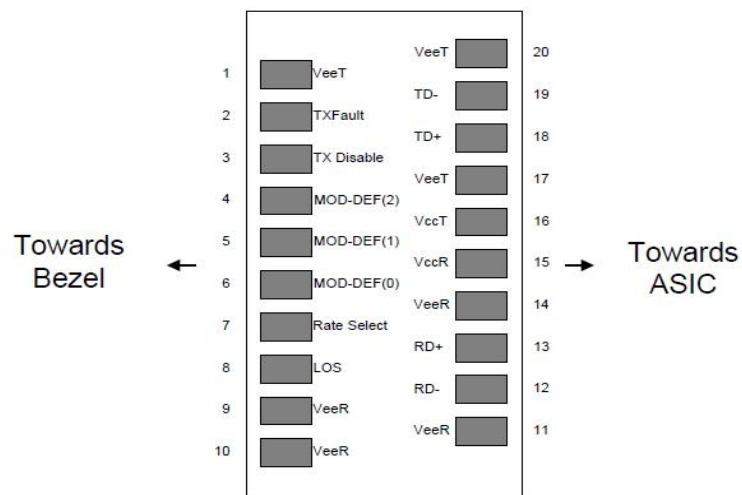 1 VeeT
2 TXFault
3 TX Disable
4 MOD-DEF(2)
5 MOD-DEF(1)
6 MOD-DEF(0)
7 Rate Select
8 LOS
9 VeeR
10 VeeR
VeeT 20
TD- 19
TD+ 18
VeeT 17
VccT 16
VccR 15
VeeR 14
RD+ 13
RD- 12
VeeR 11
Towards
Bezel
Towards
ASIC